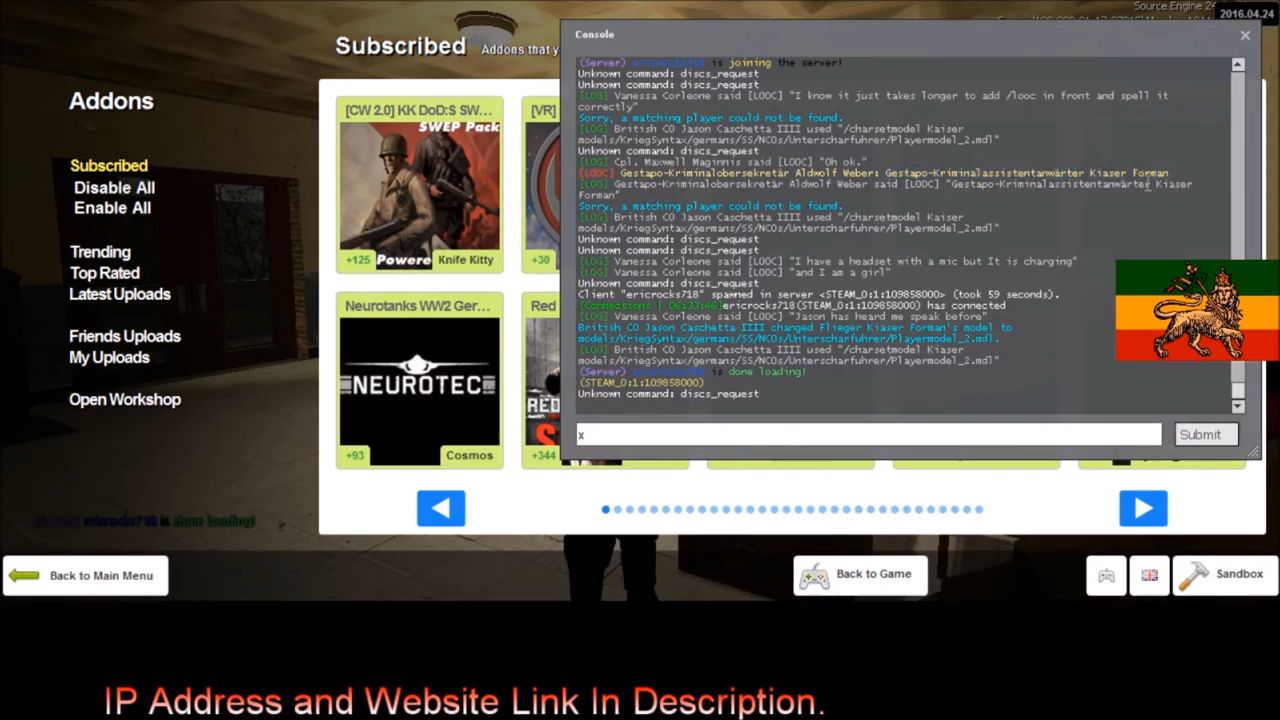 Source Engine 24
2016.04.24
Subscribed
Addons that y
Console
Addons
Subscribed
Disable All
Enable All
Trending
Top Rated
Latest Uploads
Friends Uploads
My Uploads
Open Workshop
[CW 2.0] KK DoD:S SW...
SWEP Pack
+125
Powere
Knife Kitty
[VR]
+30
Neurotanks WW2 Ger...
NEUROTEC
+93
Cosmos
Red
RED
+344
(Server) ericrocks718 is joining the server!
Unknown command: discs_request
Unknown command: discs_request
[LOG] Vanessa Corleone said [LOOC] "I know it just takes longer to add /looc in front and spell it
correctly"
Sorry, a matching player could not be found.
[LOG] British CO Jason Caschetta IIII used "/charsetmodel Kaiser
models/KriegSyntax/germans/SS/NCOs/Unterscharfuhrer/Playermodel_2.mdl"
Unknown command: discs_request
[LOG] Cpl. Maxwell Maginnis said [LOOC] "Oh ok."
[LOOC] Gestapo-Kriminalobersekretär Aldwolf Weber: Gestapo-Kriminalassistentanwärter Kiaser Forman
[LOG] Gestapo-Kriminalobersekretär Aldwolf Weber said [LOOC] "Gestapo-Kriminalassistentanwärter Kiaser
Forman"
Sorry, a matching player could not be found.
[LOG] British CO Jason Caschetta IIII used "/charsetmodel Kaiser
models/KriegSyntax/germans/SS/NCOs/Unterscharfuhrer/Playermodel_2.mdl"
Unknown command: discs_request
Unknown command: discs_request
[LOG] Vanessa Corleone said [LOOC] "I have a headset with a mic but It is charging"
[LOG] Vanessa Corleone said [LOOC] "and I am a girl"
Unknown command: discs_request
Client "ericrocks718" spawned in server <STEAM_0:1:109858000> (took 59 seconds).
[Connections | 06:33:46]ericrocks718(STEAM_0:1:109858000) has connected
[LOG] Vanessa Corleone said [LOOC] "Jason has heard me speak before"
British CO Jason Caschetta IIII changed Flieger Kiaser Forman's model to
models/KriegSyntax/germans/SS/NCOs/Unterscharfuhrer/Playermodel_2.mdl.
[LOG] British CO Jason Caschetta IIII used "/charsetmodel Kaiser
models/KriegSyntax/germans/SS/NCOs/Unterscharfuhrer/Playermodel_2.mdl"
(Server) ericrocks718 is done loading!
(STEAM_0:1:109858000)
Unknown command: discs_request
x
Submit
(Server) ericrocks718 is done loading!
Back to Main Menu
Back to Game
Sandbox
IP Address and Website Link In Description.